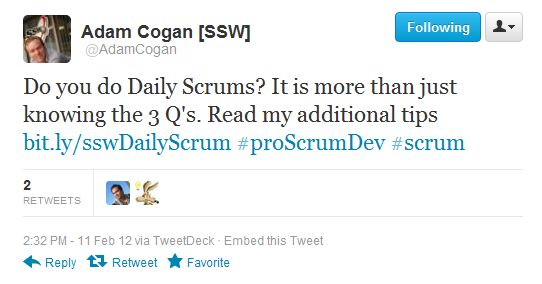 Adam Cogan [SSW]
@AdamCogan
Following
Do you do Daily Scrums? It is more than just
knowing the 3 Q's. Read my additional tips
bit.ly/sswDailyScrum #proScrumDev #scrum
2
RETWEETS
2:32 PM - 11 Feb 12 via TweetDeck · Embed this Tweet
Reply Retweet Favorite